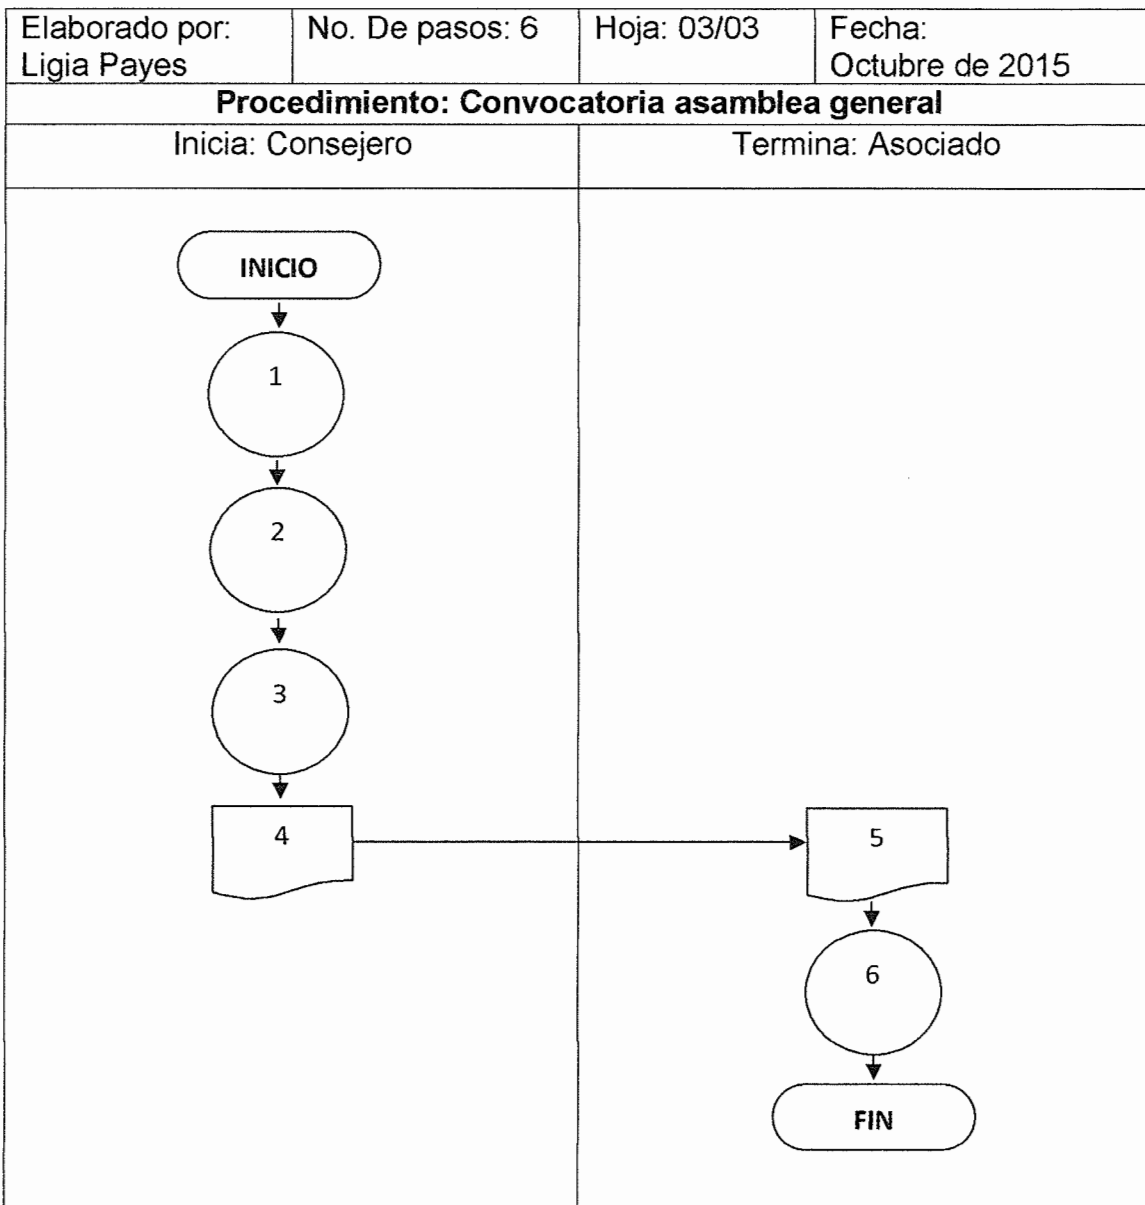 Elaborado por:
Ligia Payes
No. De pasos: 6
Hoja: 03/03
Fecha:
Octubre de 2015
Procedimiento: Convocatoria asamblea general
Inicia: Consejero
Termina: Asociado
INICIO
1
2
3
4
5
6
FIN